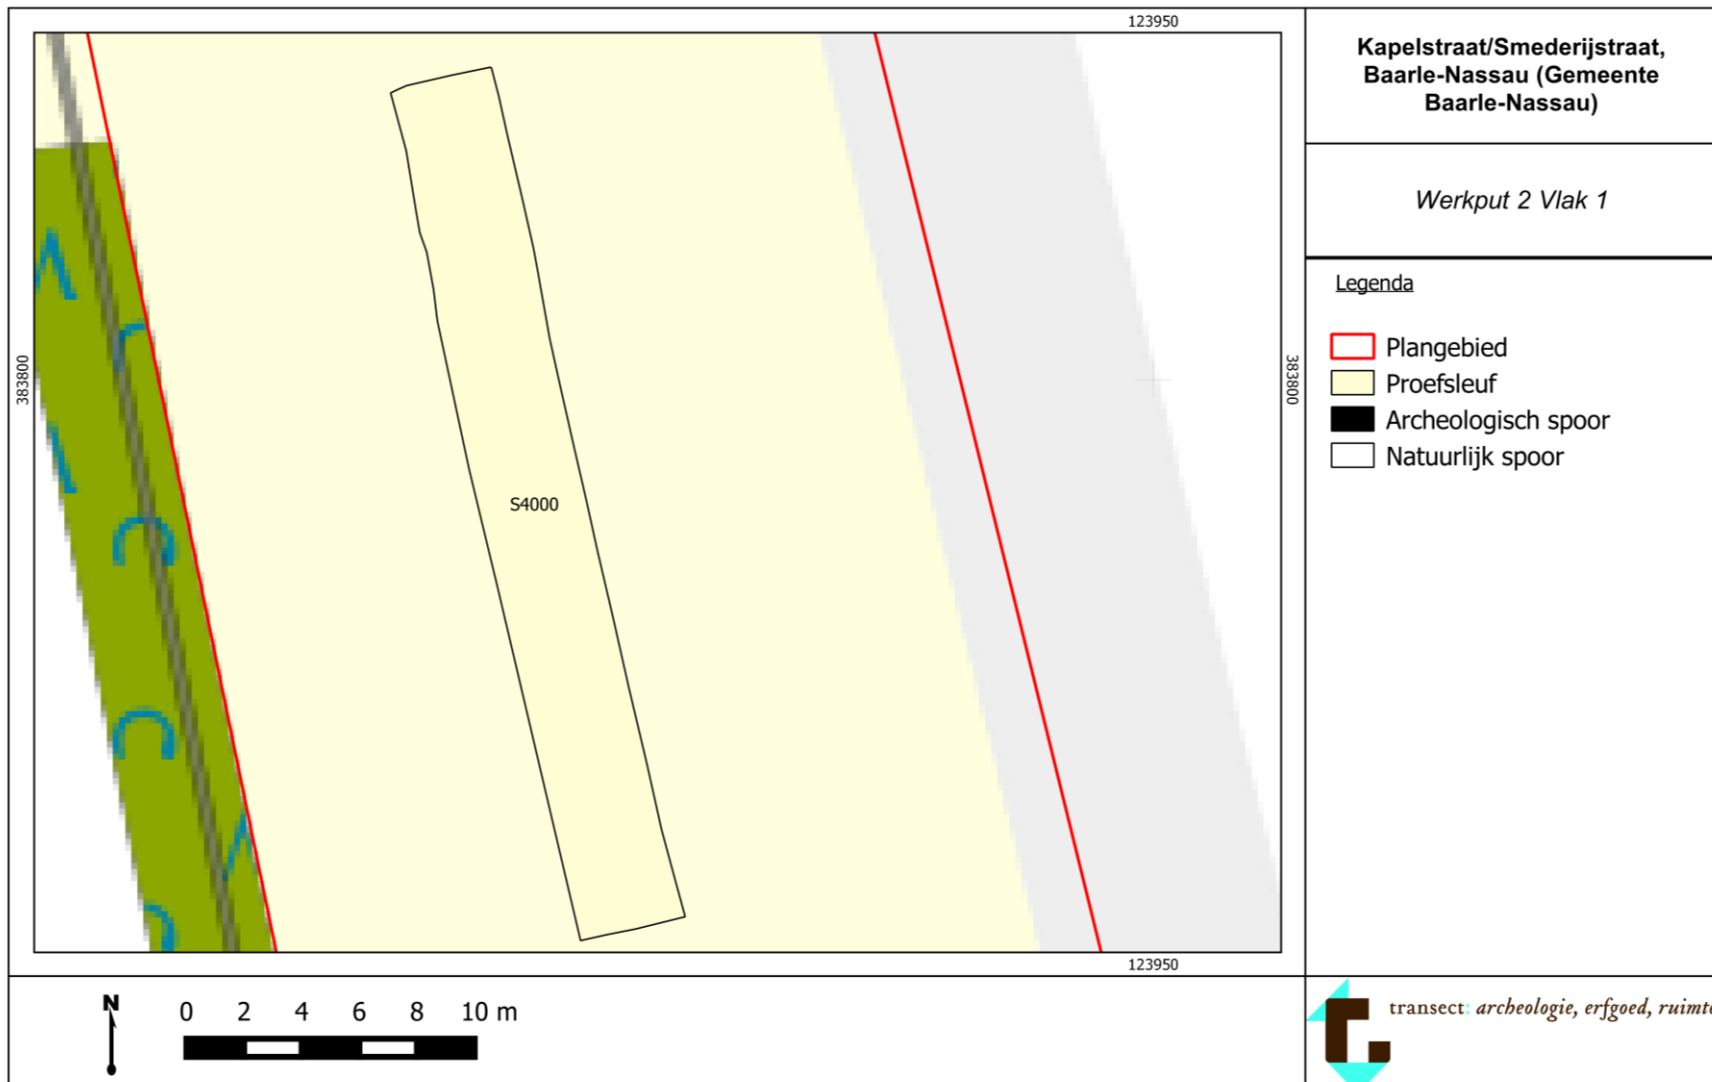 123950
Kapelstraat/Smederijstraat,
Baarle-Nassau (Gemeente
Baarle-Nassau)
Werkput 2 Vlak 1
Legenda
Plangebied
Proefsleuf
Archeologisch spoor
Natuurlijk spoor
383800
383800
S4000
123950
N
0 2 4 6 8 10 m
transect: archeologie, erfgoed, ruimte